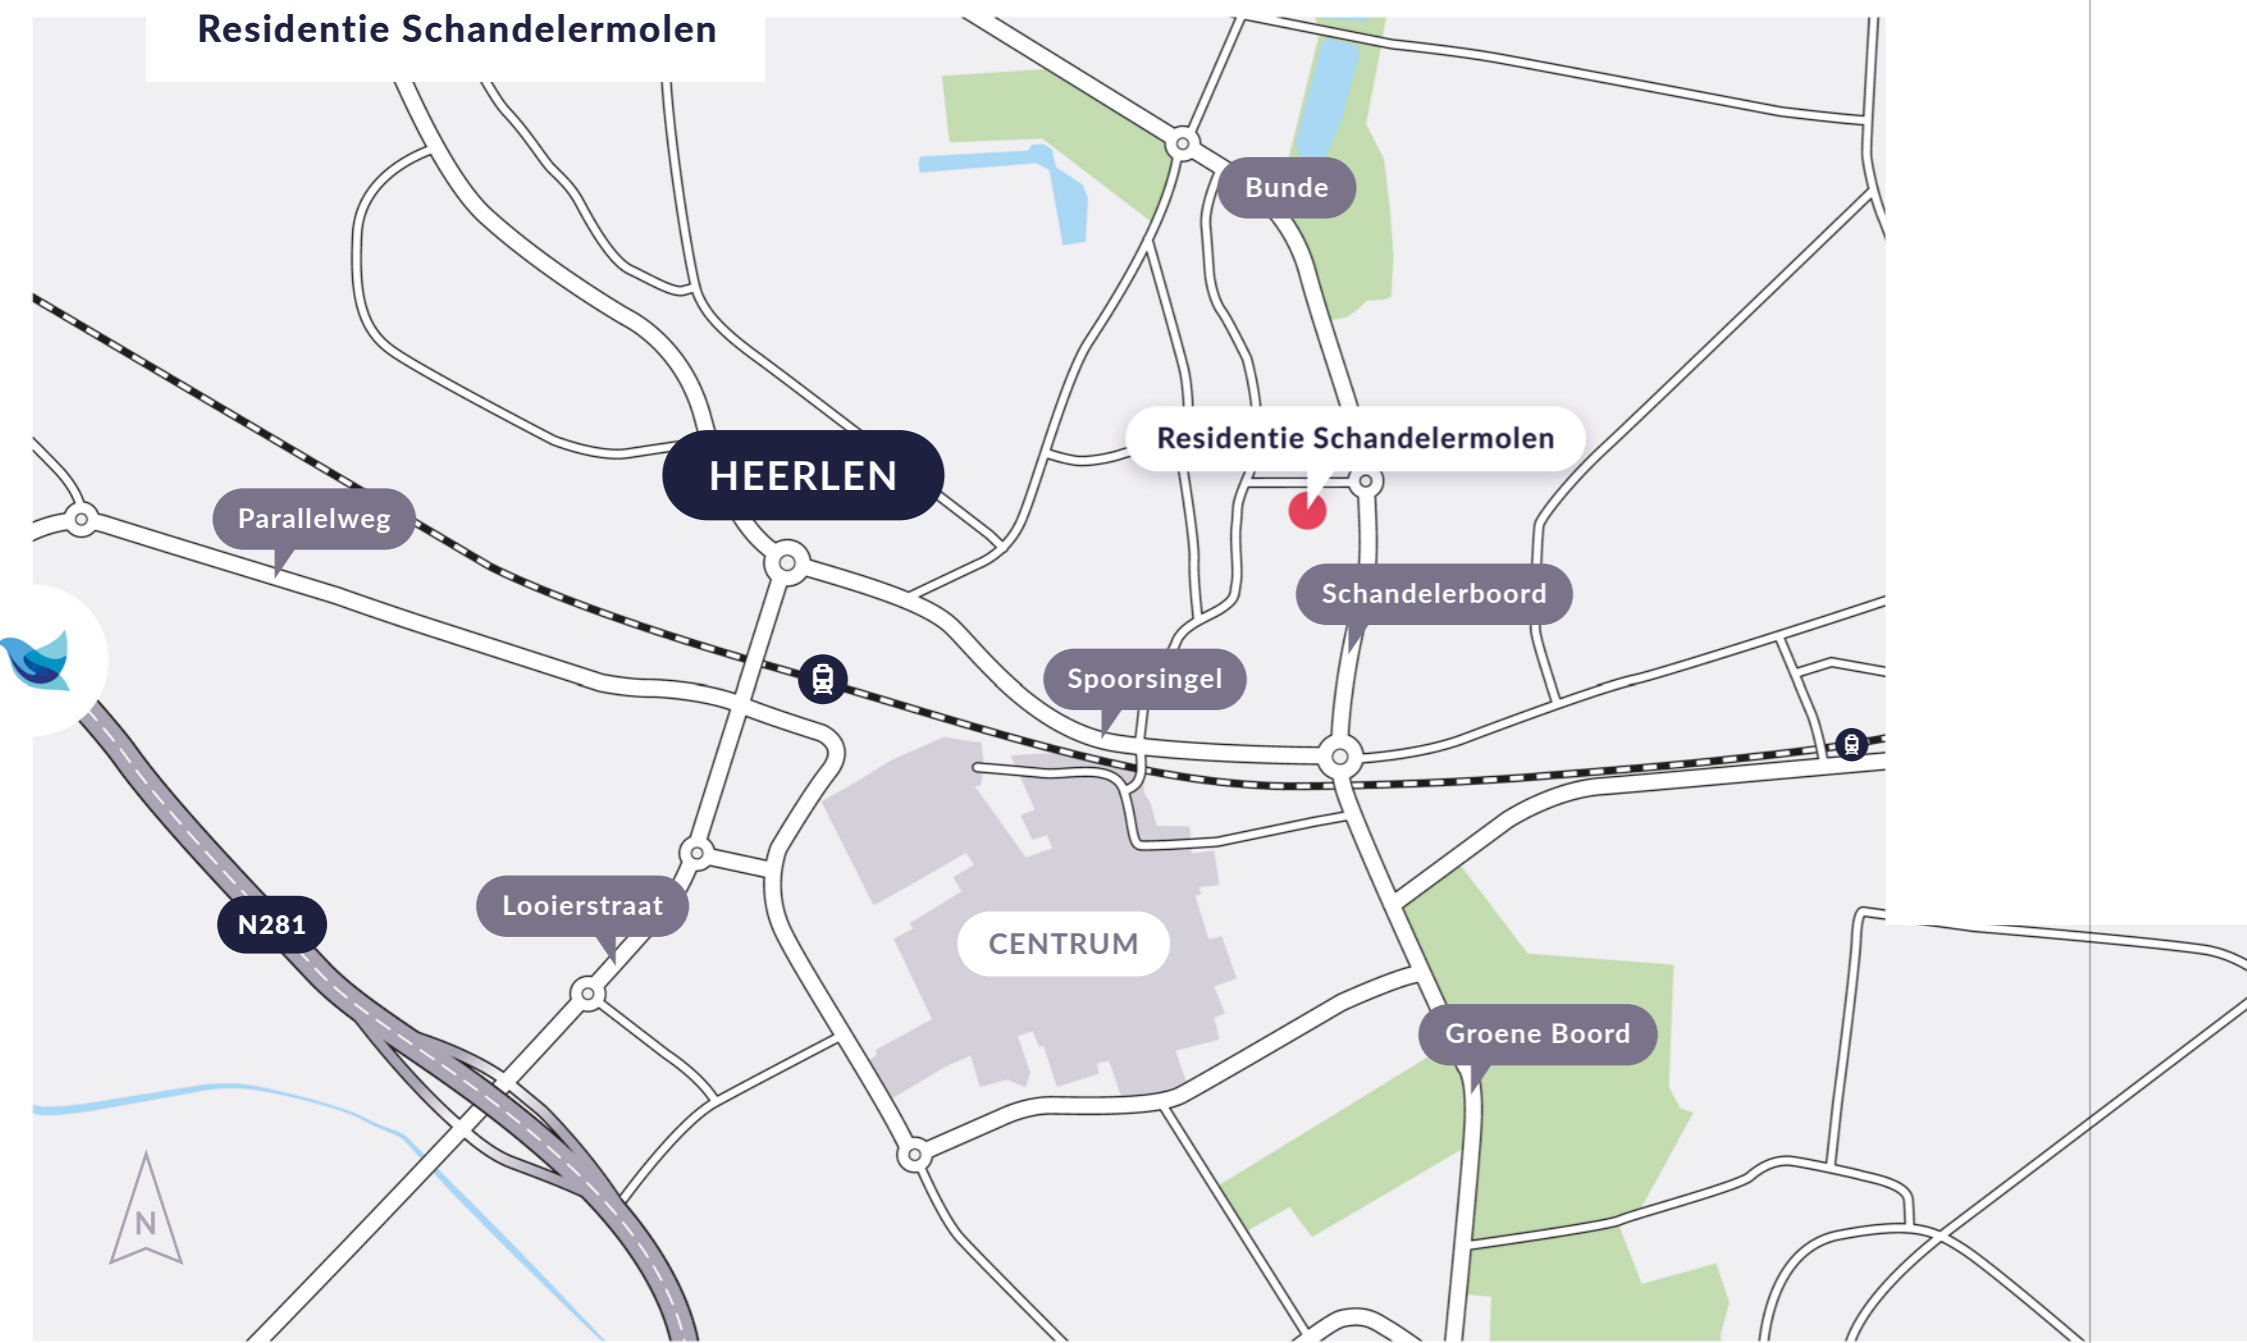 Residentie Schandelermolen
Bunde
Residentie Schandelermolen
HEERLEN
Parallelweg
Schandelerboord
Spoorsingel
Looierstraat
N281
CENTRUM
Groene Boord
N